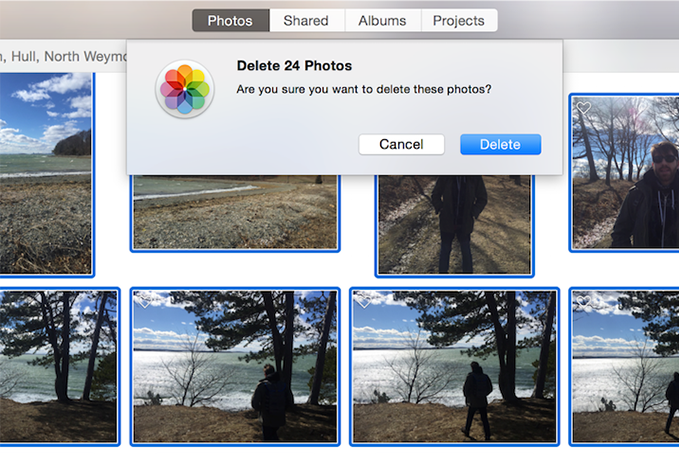 Photos Shared Albums Projects
Hull, North Weymo
Delete 24 Photos
Are you sure you want to delete these photos?
Cancel Delete